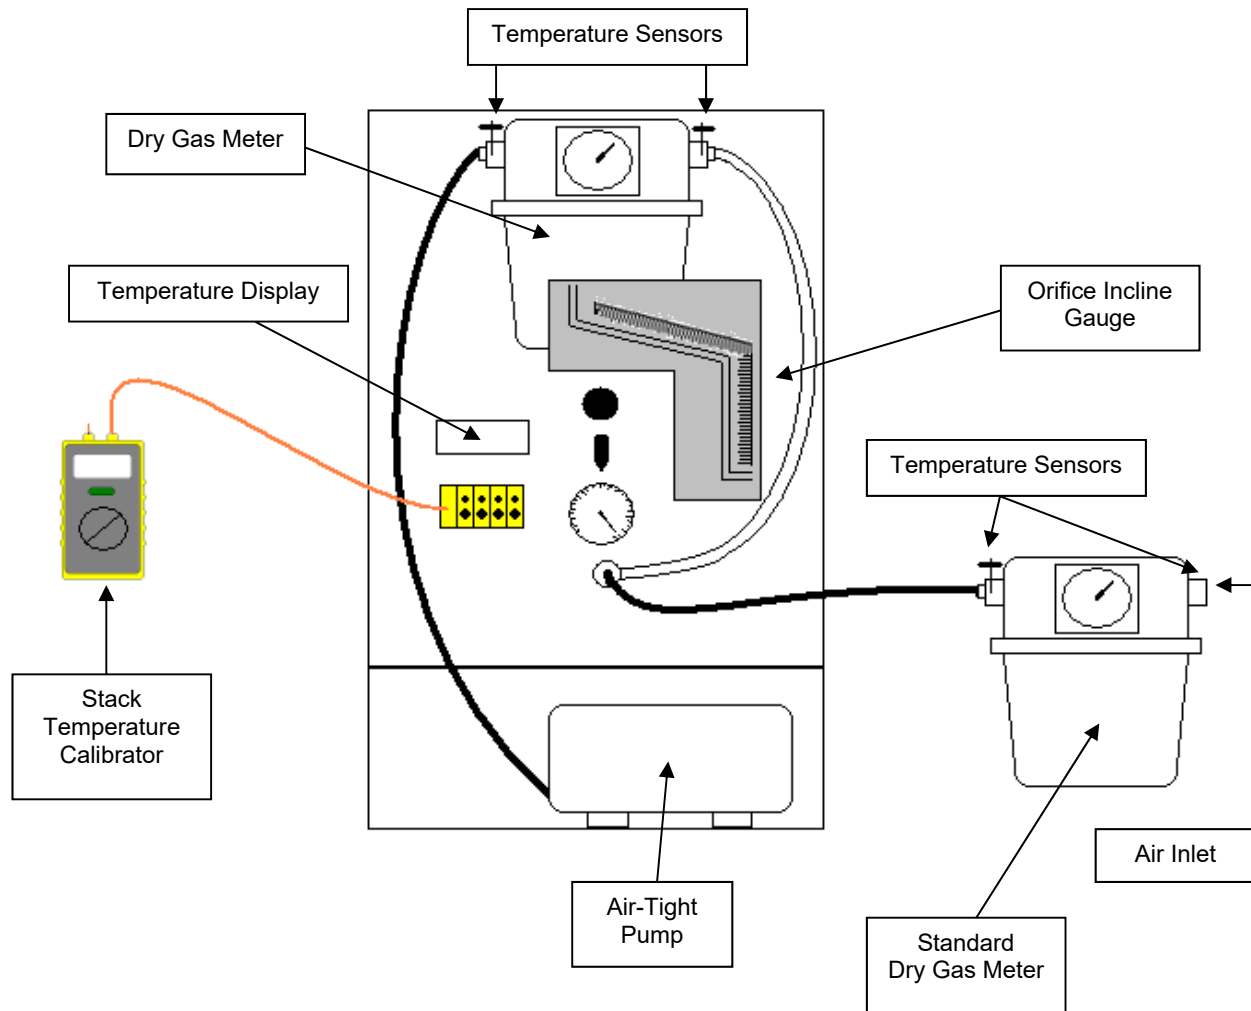 Temperature Sensors
Dry Gas Meter
Temperature Display
Orifice Incline
Gauge
Temperature Sensors
Stack
Temperature
Calibrator
Air Inlet
Air-Tight
Pump
Standard
Dry Gas Meter